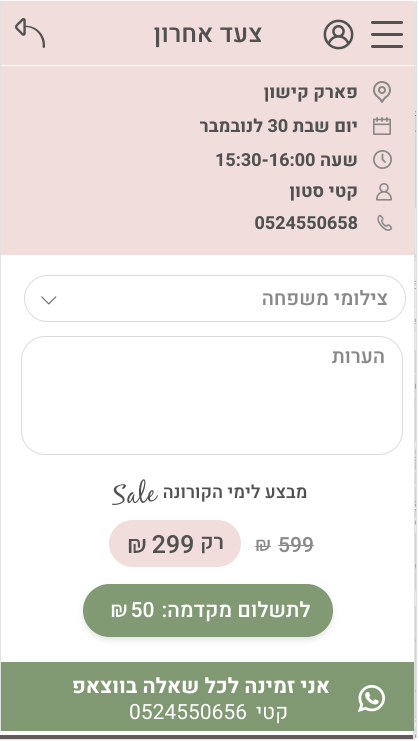 צעד אחרון
פארק קישון
יום שבת 30 לנובמבר
שעה 15:30-16:00
קטי סטון
0524550658
צילומי משפחה
הערות
מבצע לימי הקורונה Sale
599 ₪ רק 299 ₪
לתשלום מקדמה: 50 ₪
אני זמינה לכל שאלה בווצאפ
קטי 0524550656